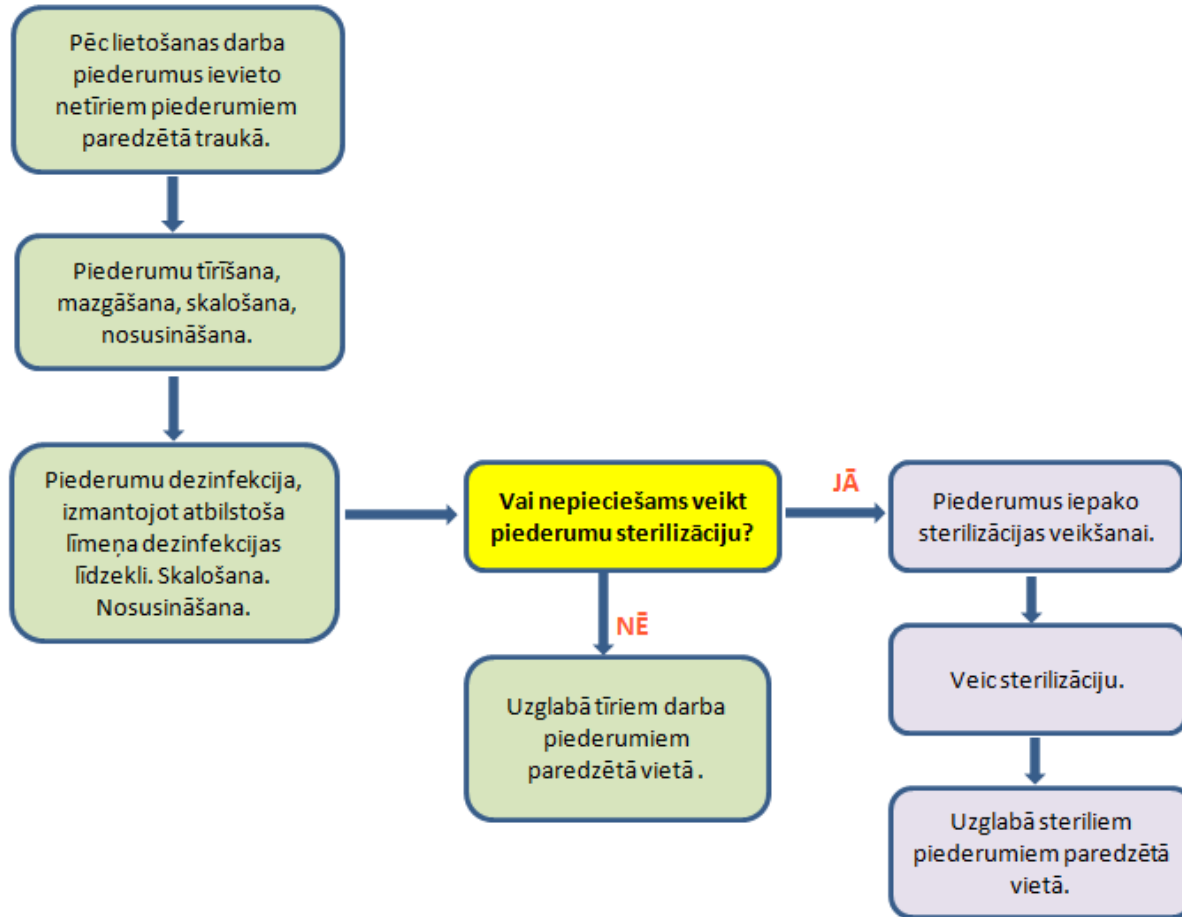 Pēc lietošanas darba
piederumus ievieto
netīriem piederumiem
paredzētā traukā.
Piederumu tīrīšana,
mazgāšana, skalošana,
nosusināšana.
Piederumu dezinfekcija,
izmantojot atbilstoša
līmeņa dezinfekcijas
līdzekli. Skalošana.
Nosusināšana.
Vai nepieciešams veikt
piederumu sterilizāciju?
JĀ
NĒ
Uzglabā tīriem darba
piederumiem
paredzētā vietā .
Piederumus iepako
sterilizācijas veikšanai.
Veic sterilizāciju.
Uzglabā steriliem
piederumiem paredzētā
vietā.